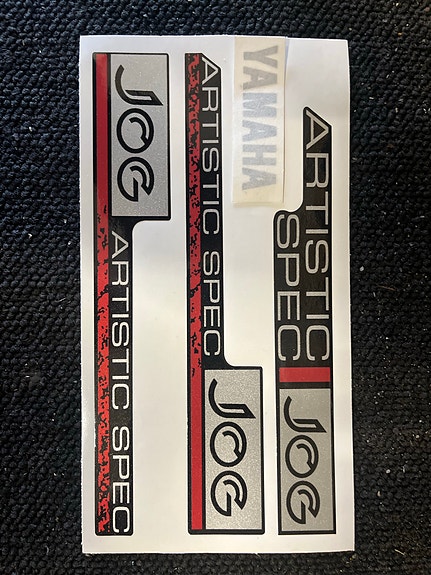 JOG
ARTISTIC SPEC
ARTISTIC SPEC
JOG
YAMAHA
ARTISTIC
SPEC
JOG